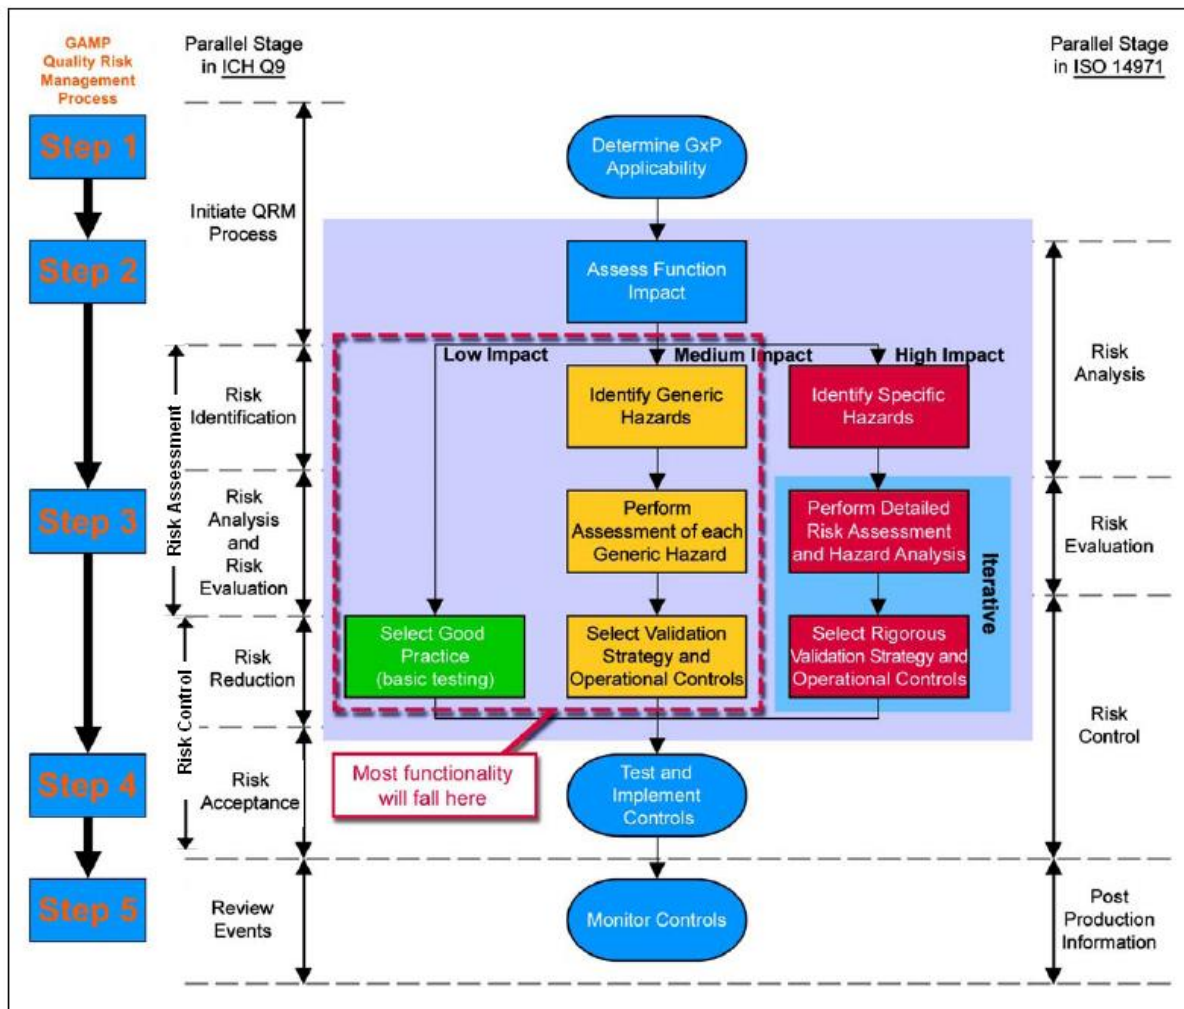 GAMP
Quality Risk
Management
Process
Parallel Stage
in ICH Q9
Parallel Stage
in ISO 14971
Step 1
Determine GxP
Applicability
Initiate QRM
Process
Step 2
Assess Function
Impact
Low Impact
Medium Impact
High Impact
Risk
Analysis
Risk Assessment
Risk
Identification
Identify Generic
Hazards
Identify Specific
Hazards
Step 3
Risk
Analysis
and
Risk
Evaluation
Perform
Assessment of each
Generic Hazard
Perform Detailed
Risk Assessment
and Hazard Analysis
Iterative
Risk
Evaluation
Risk Control
Risk
Reduction
Select Good
Practice
(basic testing)
Select Validation
Strategy and
Operational Controls
Select Rigorous
Validation Strategy and
Operational Controls
Risk
Control
Step 4
Risk
Acceptance
Most functionality
will fall here
Test and
Implement
Controls
Step 5
Review
Events
Monitor Controls
Post
Production
Information